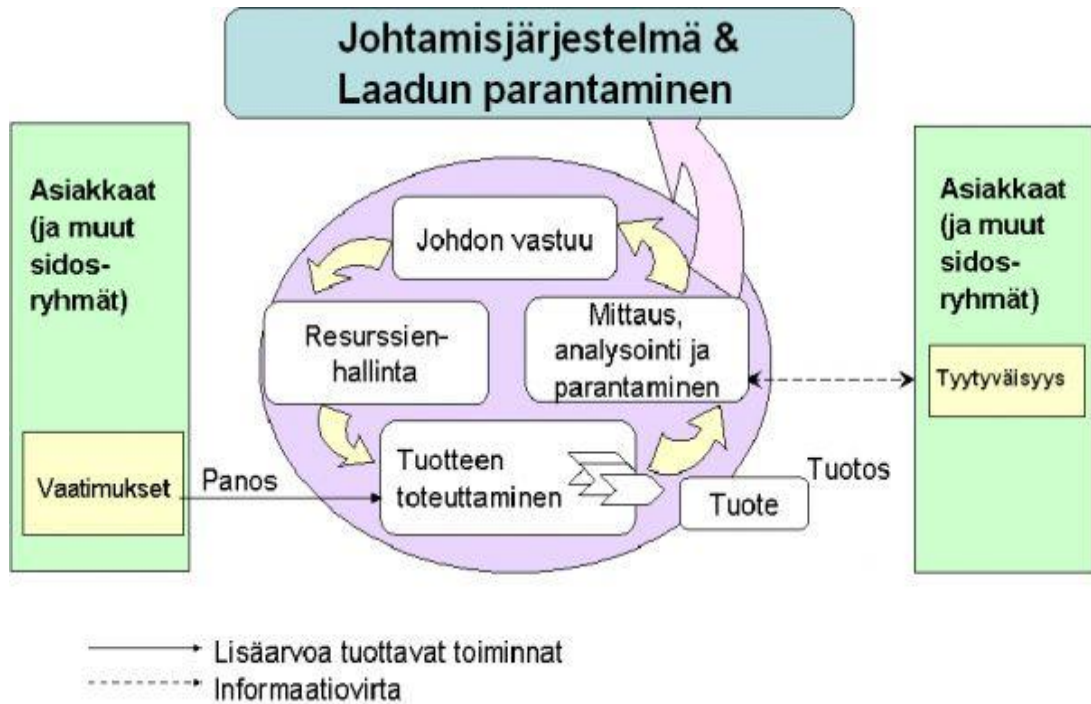 Johtamisjärjestelmä &
Laadun parantaminen
Asiakkaat
(ja muut
sidos-
ryhmät)
Vaatimukset
Panos
Johdon vastuu
Resurssien-
hallinta
Mittaus,
analysointi ja
parantaminen
Tuotteen
toteuttaminen
Tuote
Tuotos
Asiakkaat
(ja muut
sidos-
ryhmät)
Tyytyväisyys
Lisäarvoa tuottavat toiminnat
Informaatiovirta